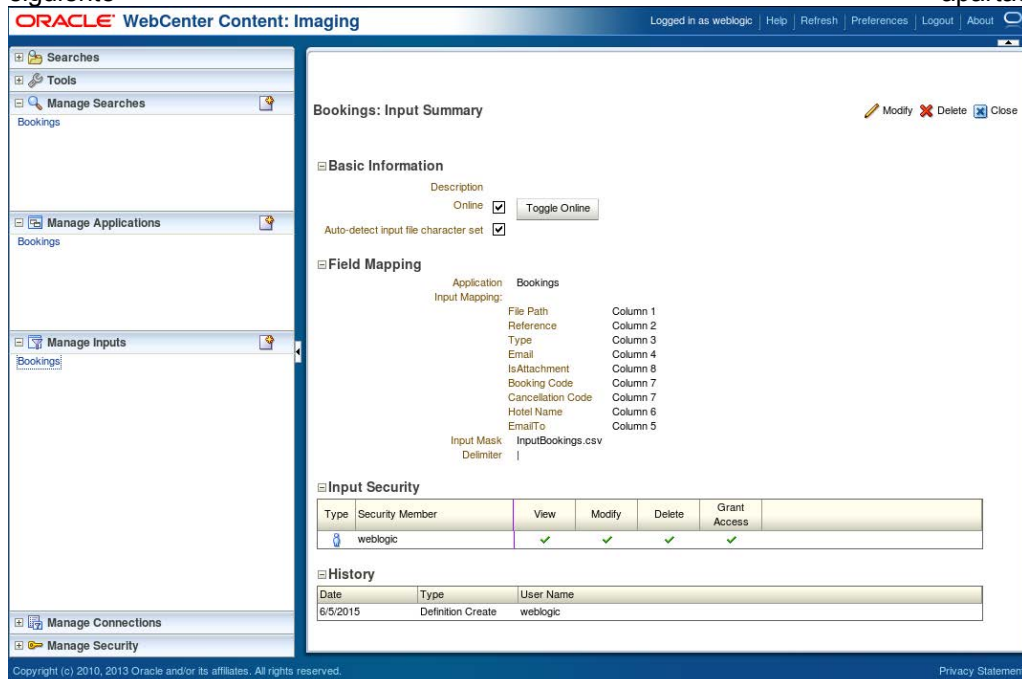 siguiente apartad
ORACLE WebCenter Content: Imaging
Logged in as weblogic Help Refresh Preferences Logout About
Searches
Tools
Manage Searches
Bookings
Manage Applications
Bookings
Manage Inputs
Bookings
Manage Connections
Manage Security
Bookings: Input Summary
Modify Delete Close
Basic Information
Description
Online Toggle Online
Auto-detect input file character set
Field Mapping
Application Bookings
Input Mapping:
File Path Column 1
Reference Column 2
Type Column 3
Email Column 4
IsAttachment Column 8
Booking Code Column 7
Cancellation Code Column 7
Hotel Name Column 6
EmailTo Column 5
Input Mask InputBookings.csv
Delimiter |
Input Security
Type Security Member View Modify Delete Grant Access
weblogic
History
Date Type User Name
6/5/2015 Definition Create weblogic
Copyright (c) 2010, 2013 Oracle and/or its affiliates. All rights reserved.
Privacy Statement